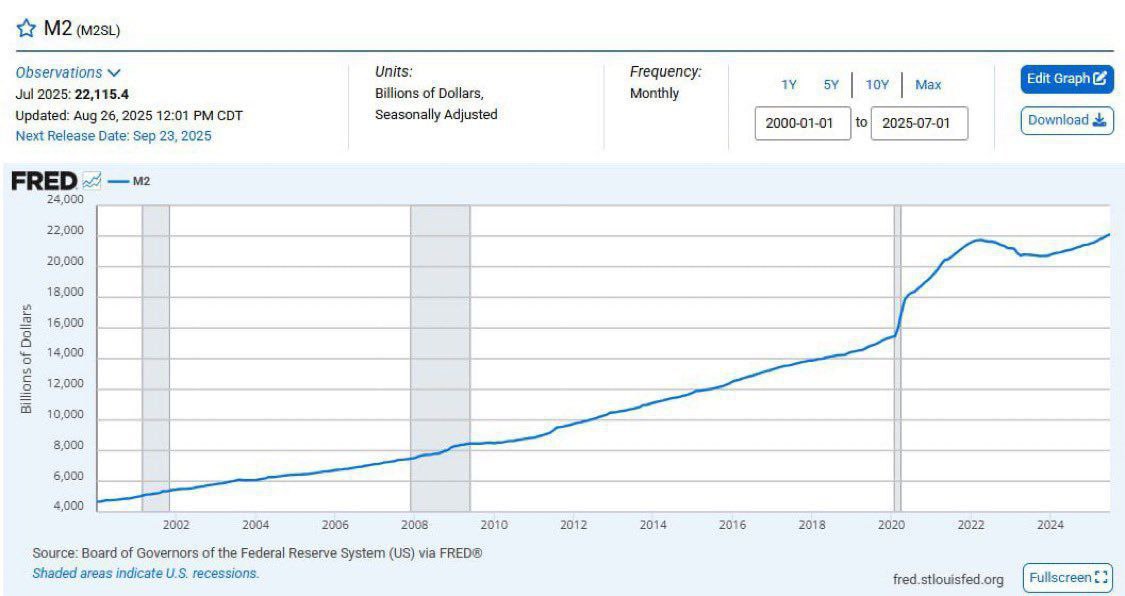 M2 (M2SL)
Observations
Jul 2025: 22,115.4
Updated: Aug 26, 2025 12:01 PM CDT
Next Release Date: Sep 23, 2025
Units:
Billions of Dollars,
Seasonally Adjusted
Frequency:
Monthly
1Y 5Y 10Y Max
2000-01-01 to 2025-07-01
Edit Graph
Download
FRED M2
24,000
22,000
20,000
18,000
16,000
14,000
12,000
10,000
8,000
6,000
4,000
Billions of Dollars
2002 2004 2006 2008 2010 2012 2014 2016 2018 2020 2022 2024
Source: Board of Governors of the Federal Reserve System (US) via FRED®
Shaded areas indicate U.S. recessions.
fred.stlouisfed.org
Fullscreen